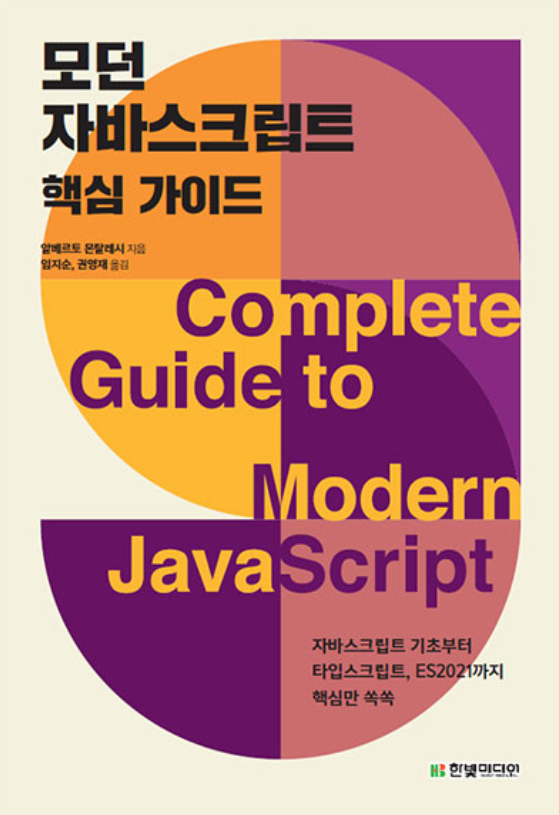 모던
자바스크립트
핵심 가이드
알베르토 몬탈레시 지음
임지순, 권영재 옮김
Complete
Guide to
Modern
JavaScript
자바스크립트 기초부터
타입스크립트, ES2021까지
핵심만 쏙쏙
한빛미디어